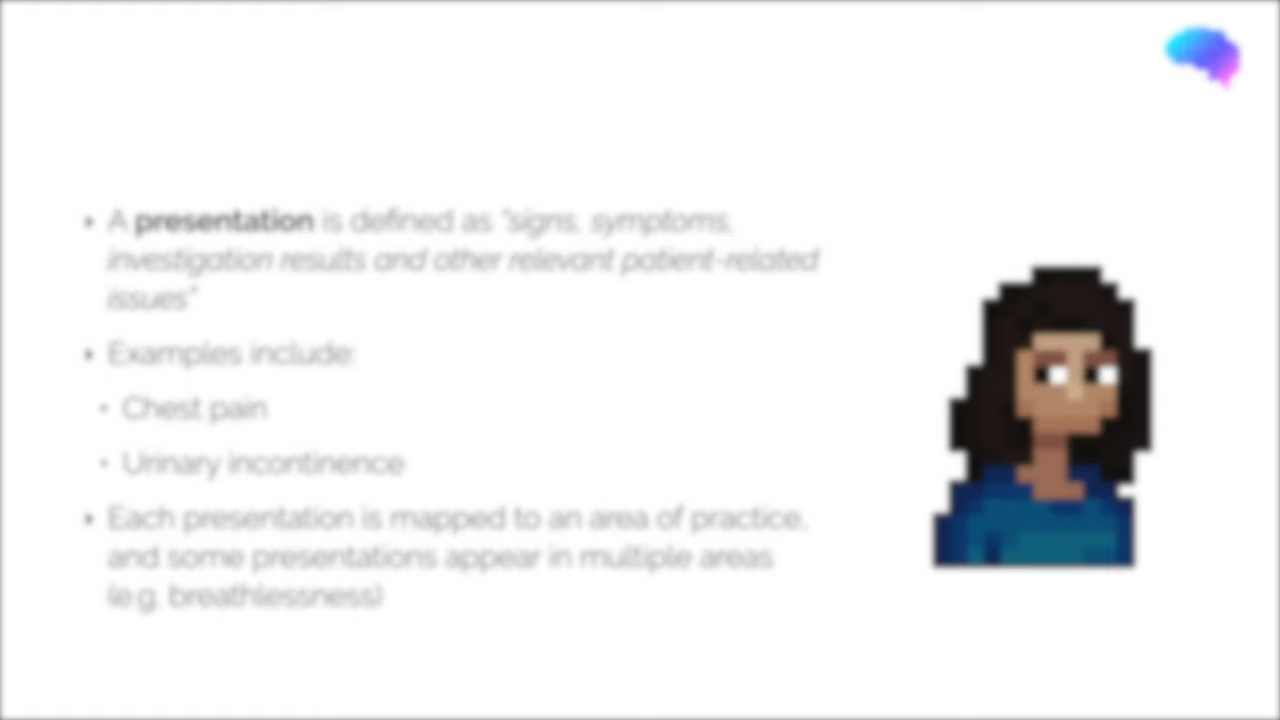 A presentation is defined as "signs, symptoms,
investigation results and other relevant patient-related
issues"
Examples include:
Chest pain
Urinary incontinence
Each presentation is mapped to an area of practice,
and some presentations appear in multiple areas
(e.g. breathlessness)